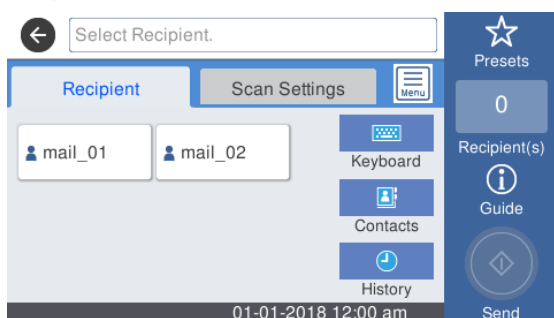 Select Recipient.
Presets
Recipient
Scan Settings
Menu
0
Recipient(s)
mail_01
mail_02
Keyboard
Guide
Contacts
History
01-01-2018 12:00 am
Send